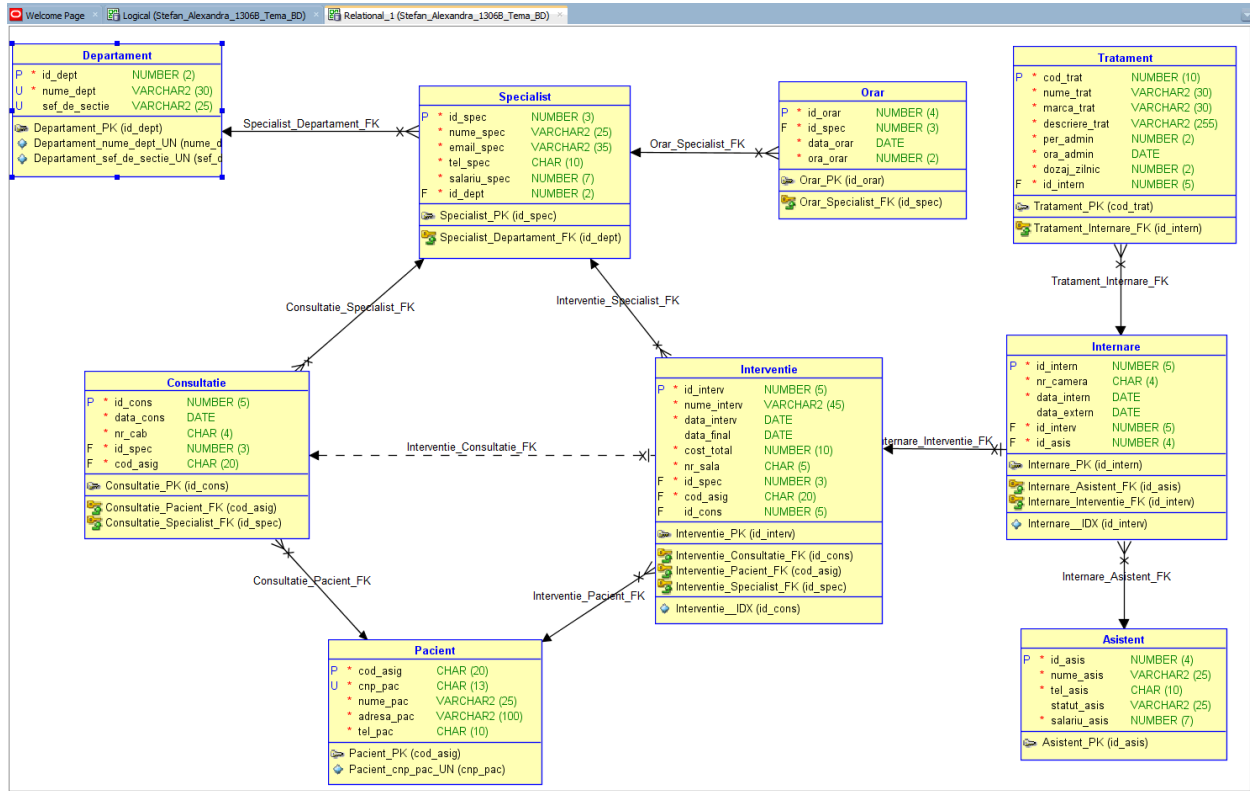 Welcome Page
Logical (Stefan_Alexandra_1306B_Tema_BD)
Relational_1 (Stefan_Alexandra_1306B_Tema_BD)
Departament
P * id_dept NUMBER (2)
U * nume_dept VARCHAR2 (30)
U sef_de_sectie VARCHAR2 (25)
Departament_PK (id_dept)
Departament_nume_dept_UN (nume_d
Departament_sef_de_sectie_UN (sef_d
Specialist_Departament_FK
Specialist
P * id_spec NUMBER (3)
* nume_spec VARCHAR2 (25)
* email_spec VARCHAR2 (35)
* tel_spec CHAR (10)
* salariu_spec NUMBER (7)
F * id_dept NUMBER (2)
Specialist_PK (id_spec)
Specialist_Departament_FK (id_dept)
Orar_Specialist_FK
Orar
P * id_orar NUMBER (4)
F * id_spec NUMBER (3)
* data_orar DATE
* ora_orar NUMBER (2)
Orar_PK (id_orar)
Orar_Specialist_FK (id_spec)
Tratament
P * cod_trat NUMBER (10)
* nume_trat VARCHAR2 (30)
* marca_trat VARCHAR2 (30)
* descriere_trat VARCHAR2 (255)
* per_admin NUMBER (2)
* ora_admin DATE
* dozaj_zilnic NUMBER (2)
F * id_intern NUMBER (5)
Tratament_PK (cod_trat)
Tratament_Internare_FK (id_intern)
Tratament_Internare_FK
Consultatie_Specialist_FK
Interventie_Specialist_FK
Consultatie
P * id_cons NUMBER (5)
* data_cons DATE
* nr_cab CHAR (4)
F * id_spec NUMBER (3)
F * cod_asig CHAR (20)
Consultatie_PK (id_cons)
Consultatie_Pacient_FK (cod_asig)
Consultatie_Specialist_FK (id_spec)
Interventie_Consultatie_FK
Interventie
P * id_interv NUMBER (5)
* nume_interv VARCHAR2 (45)
* data_interv DATE
data_final DATE
* cost_total NUMBER (10)
* nr_sala CHAR (5)
F * id_spec NUMBER (3)
F * cod_asig CHAR (20)
F id_cons NUMBER (5)
Interventie_PK (id_interv)
Interventie_Consultatie_FK (id_cons)
Interventie_Pacient_FK (cod_asig)
Interventie_Specialist_FK (id_spec)
Interventie__IDX (id_cons)
nternare_Interventie_FK
Internare
P * id_intern NUMBER (5)
* nr_camera CHAR (4)
* data_intern DATE
data_extern DATE
F * id_interv NUMBER (5)
F * id_asis NUMBER (4)
Internare_PK (id_intern)
Internare_Asistent_FK (id_asis)
Internare_Interventie_FK (id_interv)
Internare__IDX (id_interv)
Consultatie_Pacient_FK
Interventie_Pacient_FK
Internare_Asistent_FK
Pacient
P * cod_asig CHAR (20)
U * cnp_pac CHAR (13)
* nume_pac VARCHAR2 (25)
* adresa_pac VARCHAR2 (100)
* tel_pac CHAR (10)
Pacient_PK (cod_asig)
Pacient_cnp_pac_UN (cnp_pac)
Asistent
P * id_asis NUMBER (4)
* nume_asis VARCHAR2 (25)
* tel_asis CHAR (10)
statut_asis VARCHAR2 (25)
* salariu_asis NUMBER (7)
Asistent_PK (id_asis)